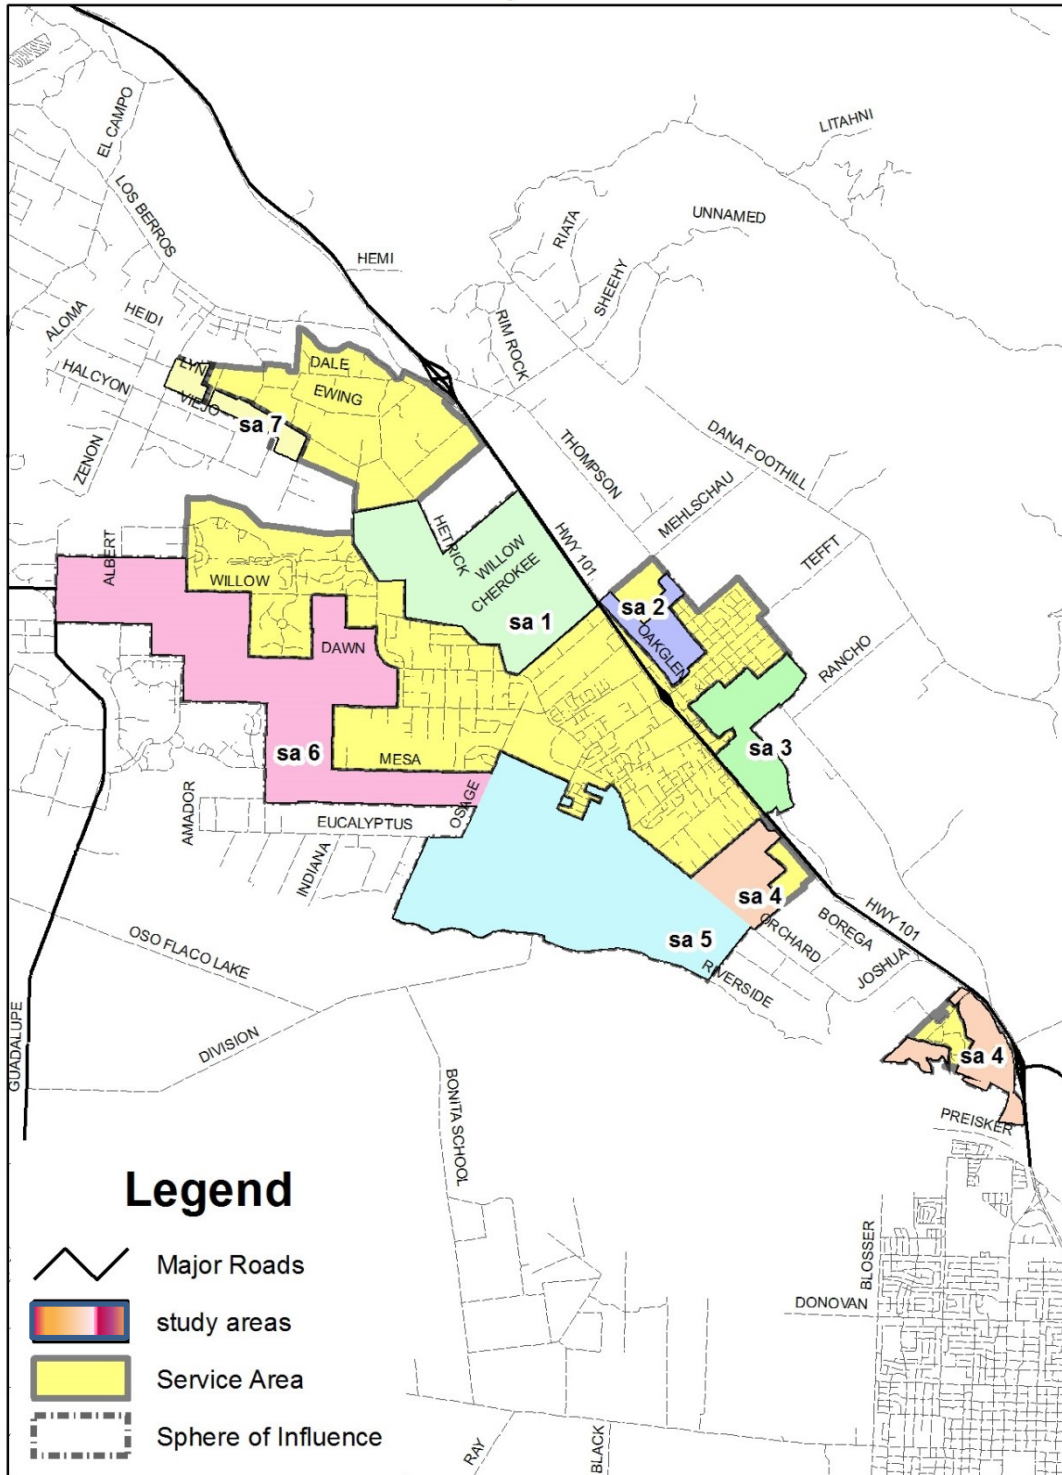 EL CAMPO
LITAHNI
LOS BERROS
UNNAMED
RIATA
HEMI
SHEEHY
ALOMA
HEIDI
RIM ROCK
LYN
DALE
HALCYON
EWING
VIEJO
sa 7
ZENON
THOMPSON
DANA FOOTHILL
MEHLSCHAU
HETRICK
WILLOW
CHEROKEE
HWY 101
TEFFT
ALBERT
WILLOW
sa 1
sa 2
OAKGLEN
DAWN
RANCHO
sa 6
MESA
sa 3
OSAGE
AMADOR
EUCALYPTUS
INDIANA
sa 4
OSO FLACO LAKE
sa 5
ORCHARD
BOREGA
HWY 101
RIVERSIDE
JOSHUA
GUADALUPE
DIVISION
sa 4
BONITA SCHOOL
PREISKER
Legend
Major Roads
study areas
Service Area
Sphere of Influence
BLOSSER
DONOVAN
RAY
BLACK